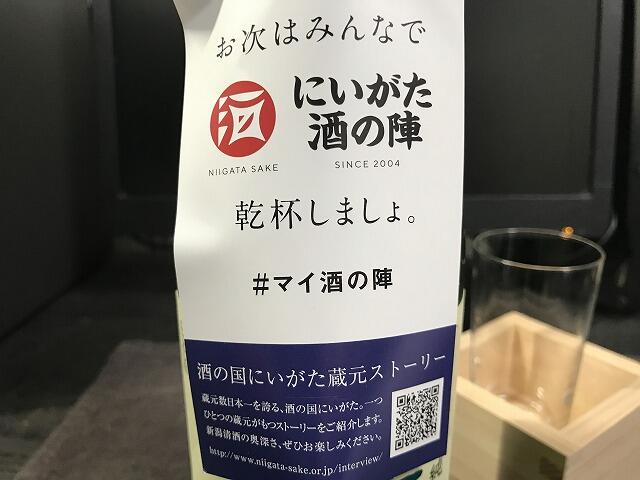 お次はみんなで
酒
にいがた
酒の陣
NIIGATA SAKE
SINCE 2004
乾杯しましょ。
#マイ酒の陣
酒の国にいがた蔵元ストーリー
蔵元数日本一を誇る、酒の国にいがた。一つ
ひとつの蔵元がもつストーリーをご紹介します。
新潟清酒の奥深さ、ぜひお楽しみください。
http://www.niigata-sake.or.jp/interview/
純